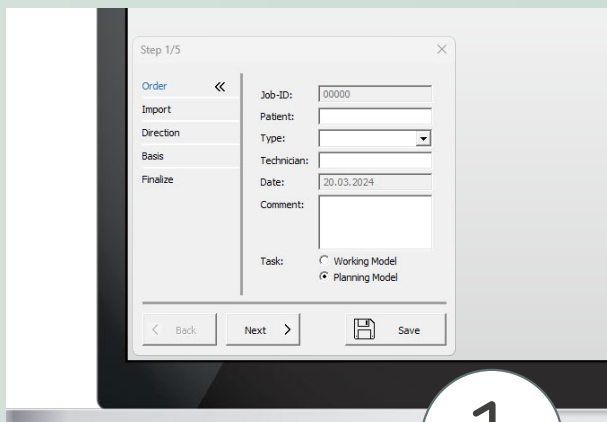 Step 1/5
Order
Import
Direction
Basis
Finalize
Job-ID: 00000
Patient:
Type:
Technician:
Date: 20.03.2024
Comment:
Task: Working Model
Planning Model
Back
Next
Save
1